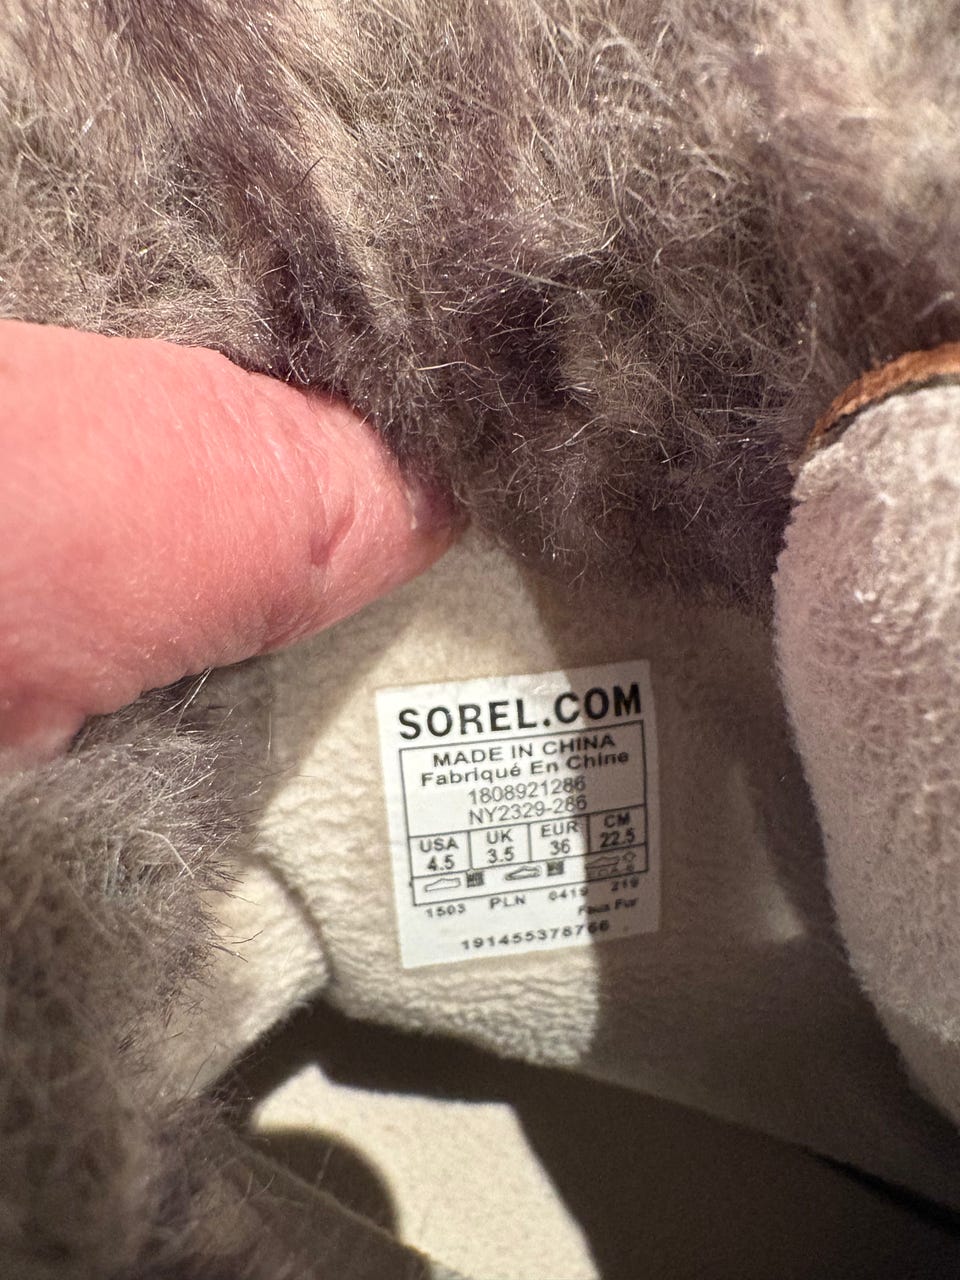 SOREL.COM
MADE IN CHINA
Fabriqué En Chine
1808921286
NY2329-286
USA UK EUR CM
4.5 3.5 36 22.5
1503 PLN 0419 219
Faux Fur
191455378766